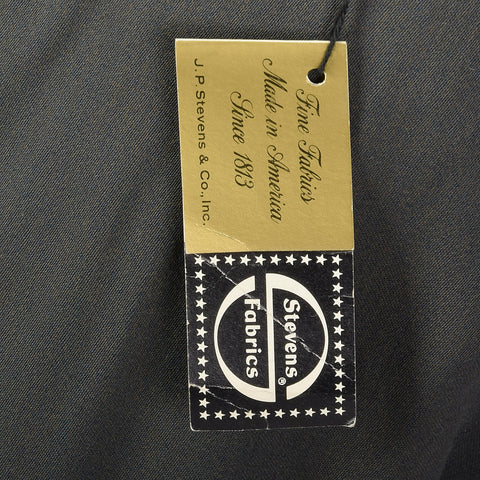 Fine Fabrics
Made in America
Since 1813
J.P. Stevens & Co., Inc.
Stevens
Fabrics®